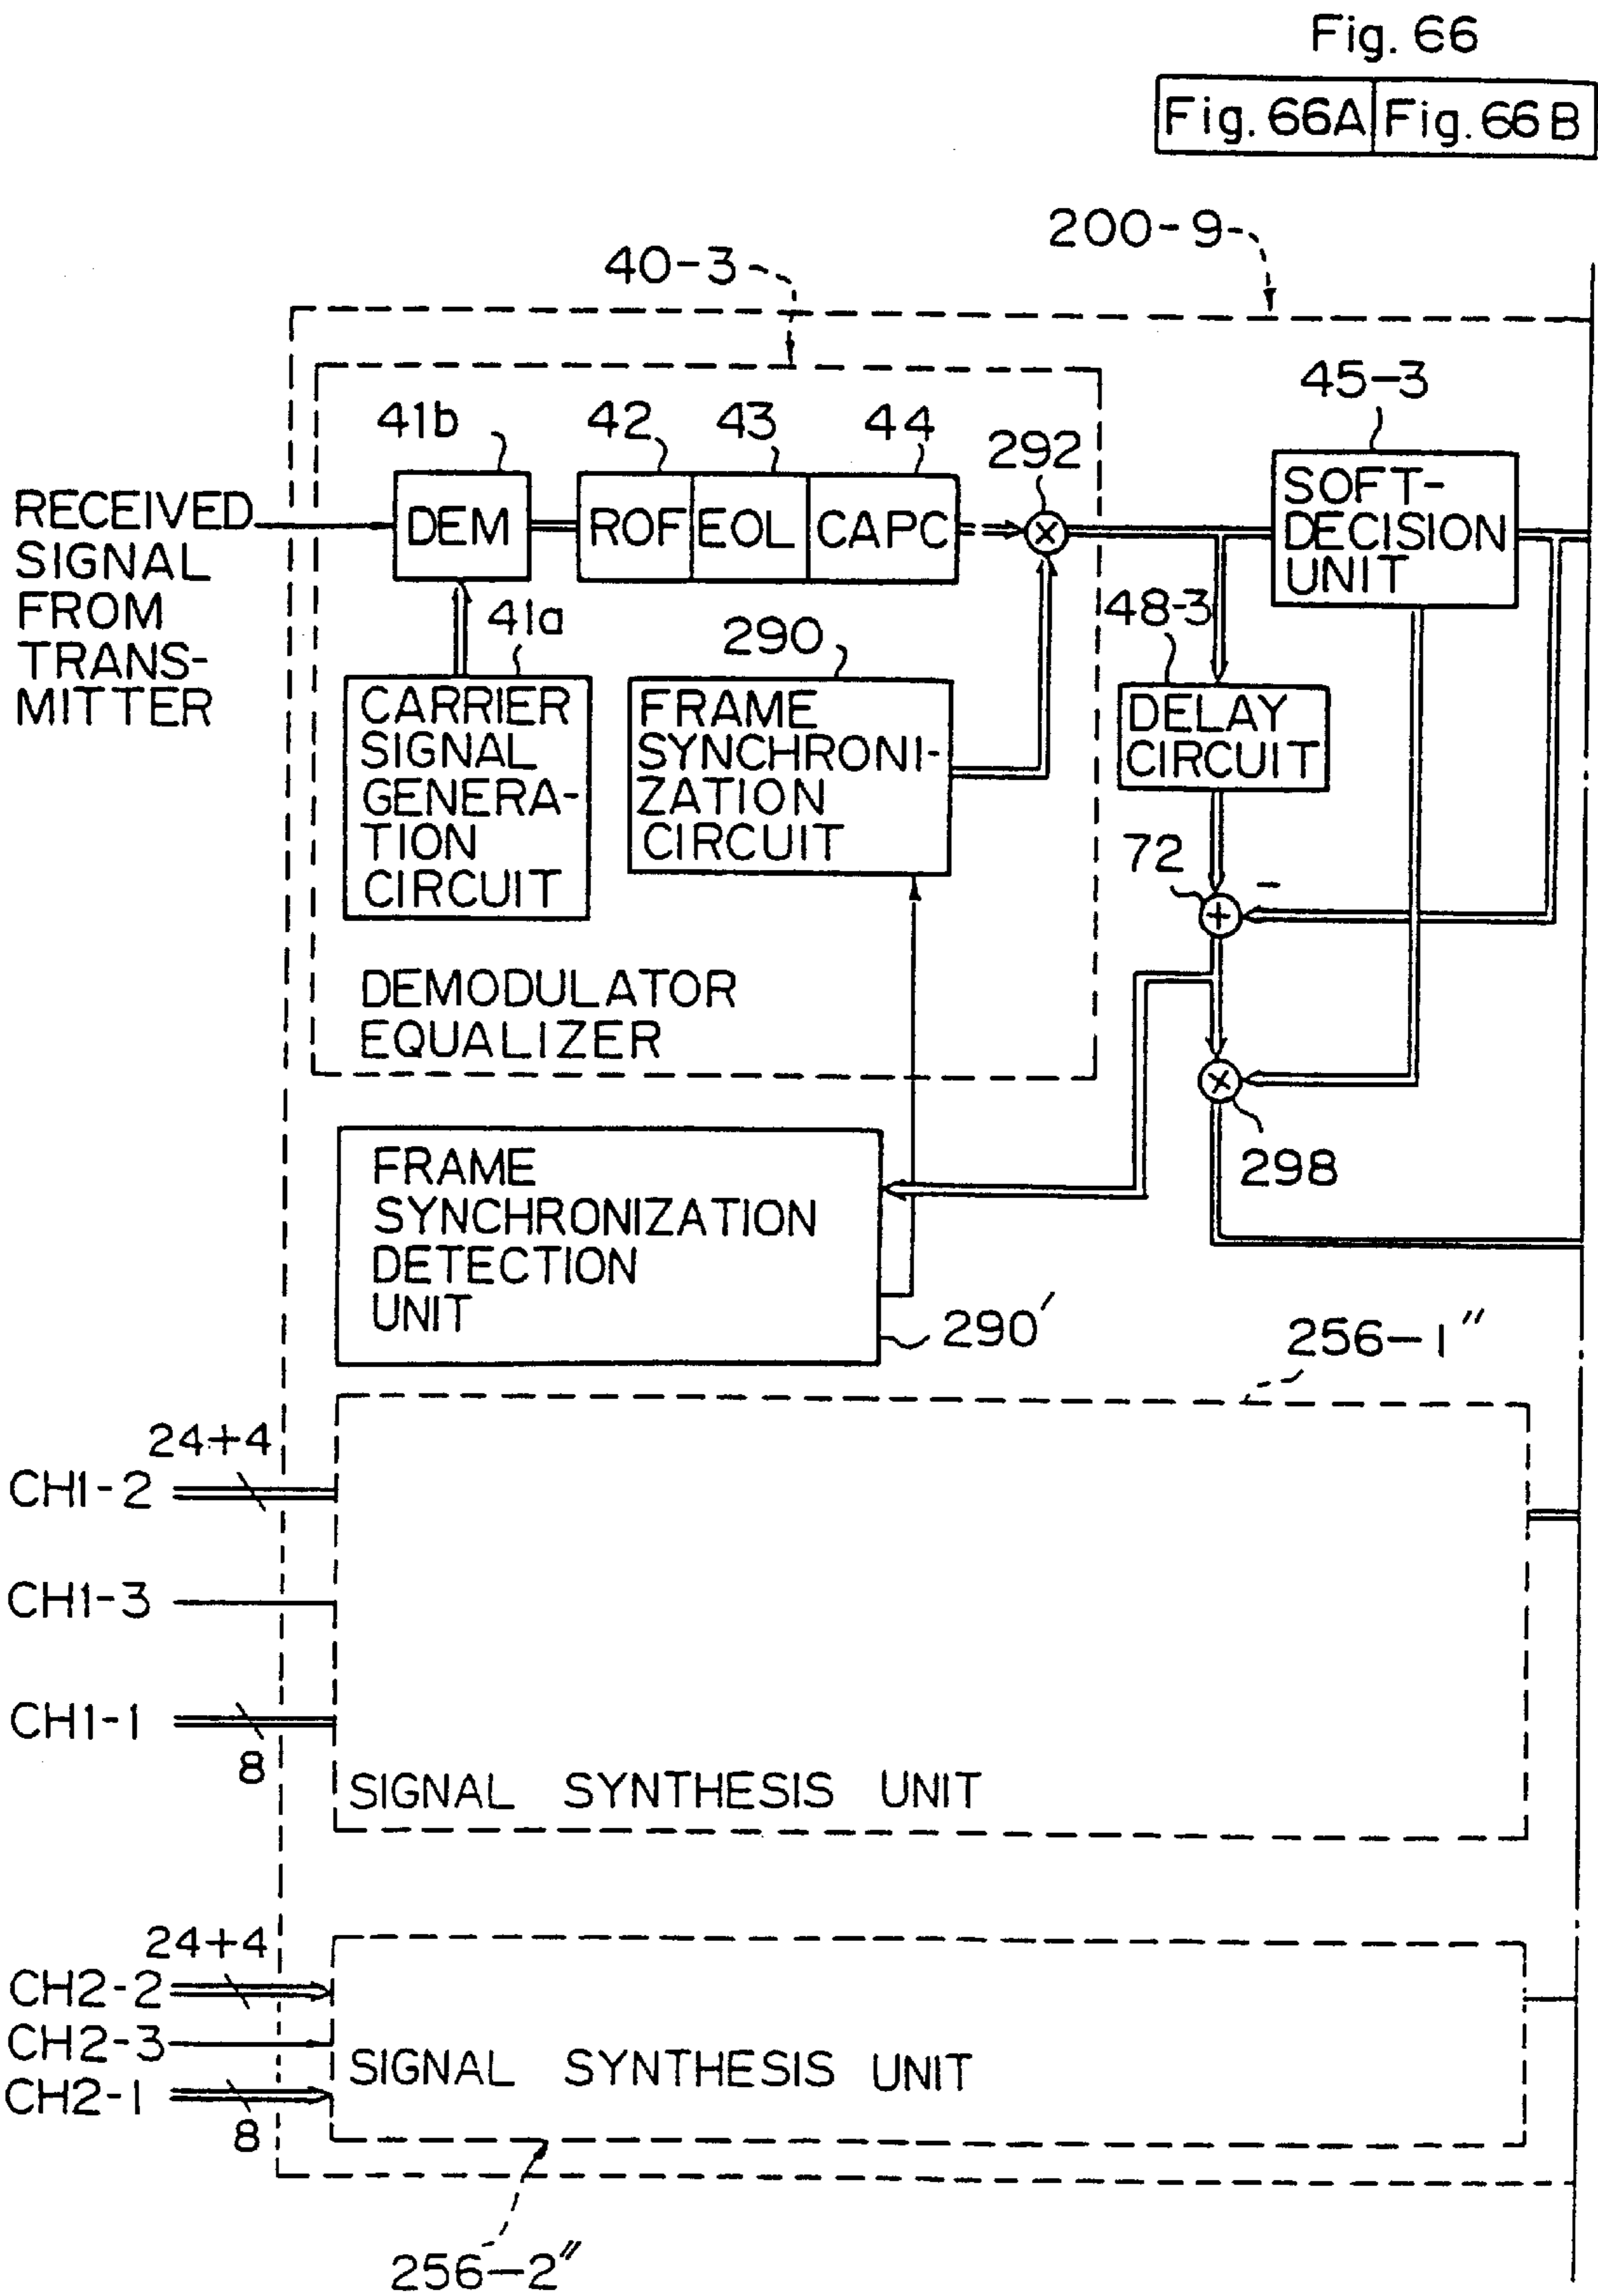 Fig. 66
Fig. 66A Fig. 66B
200-9
40-3
45-3
41b 42 43 44 292
RECEIVED
SIGNAL
FROM
TRANS-
MITTER
DEM
ROF EOL CAPC
×
SOFT-
DECISION
UNIT
41a
CARRIER
SIGNAL
GENERA-
TION
CIRCUIT
290
FRAME
SYNCHRONI-
ZATION
CIRCUIT
48-3
DELAY
CIRCUIT
72
+
-
DEMODULATOR
EQUALIZER
×
298
FRAME
SYNCHRONIZATION
DETECTION
UNIT
290'
256-1"
24+4
CH1-2
CH1-3
CH1-1
8
SIGNAL SYNTHESIS UNIT
24+4
CH2-2
CH2-3
CH2-1
8
SIGNAL SYNTHESIS UNIT
256-2"